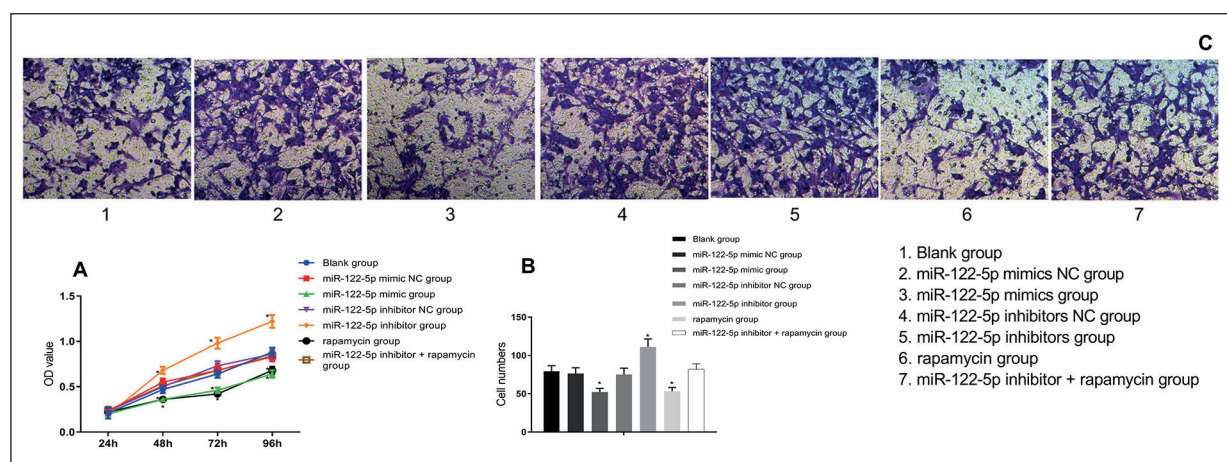 C
1
2
3
4
5
6
7
A
Blank group
miR-122-5p mimic NC group
miR-122-5p mimic group
miR-122-5p inhibitor NC group
miR-122-5p inhibitor group
rapamycin group
miR-122-5p inhibitor + rapamycin
group
OD value
1.5
1.0
0.5
0.0
24h
48h
72h
96h
B
Blank group
miR-122-5p mimic NC group
miR-122-5p mimic group
miR-122-5p inhibitor NC group
miR-122-5p inhibitor group
rapamycin group
miR-122-5p inhibitor + rapamycin group
Cell numbers
150
100
50
0
1. Blank group
2. miR-122-5p mimics NC group
3. miR-122-5p mimics group
4. miR-122-5p inhibitors NC group
5. miR-122-5p inhibitors group
6. rapamycin group
7. miR-122-5p inhibitor + rapamycin group